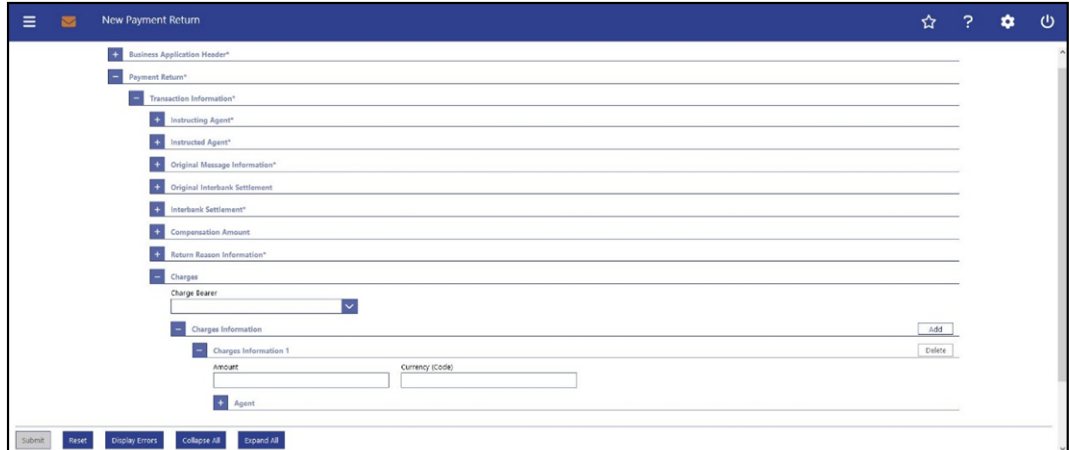 New Payment Return
?
Business Application Header*
Payment Return*
Transaction Information*
Instructing Agent*
Instructed Agent*
Original Message Information*
Original Interbank Settlement
Interbank Settlement*
Compensation Amount
Return Reason Information*
Charges
Charge Bearer
Charges Information Add
Charges Information 1 Delete
Amount Currency (Code)
Agent
Submit Reset Display Errors Collapse All Expand All